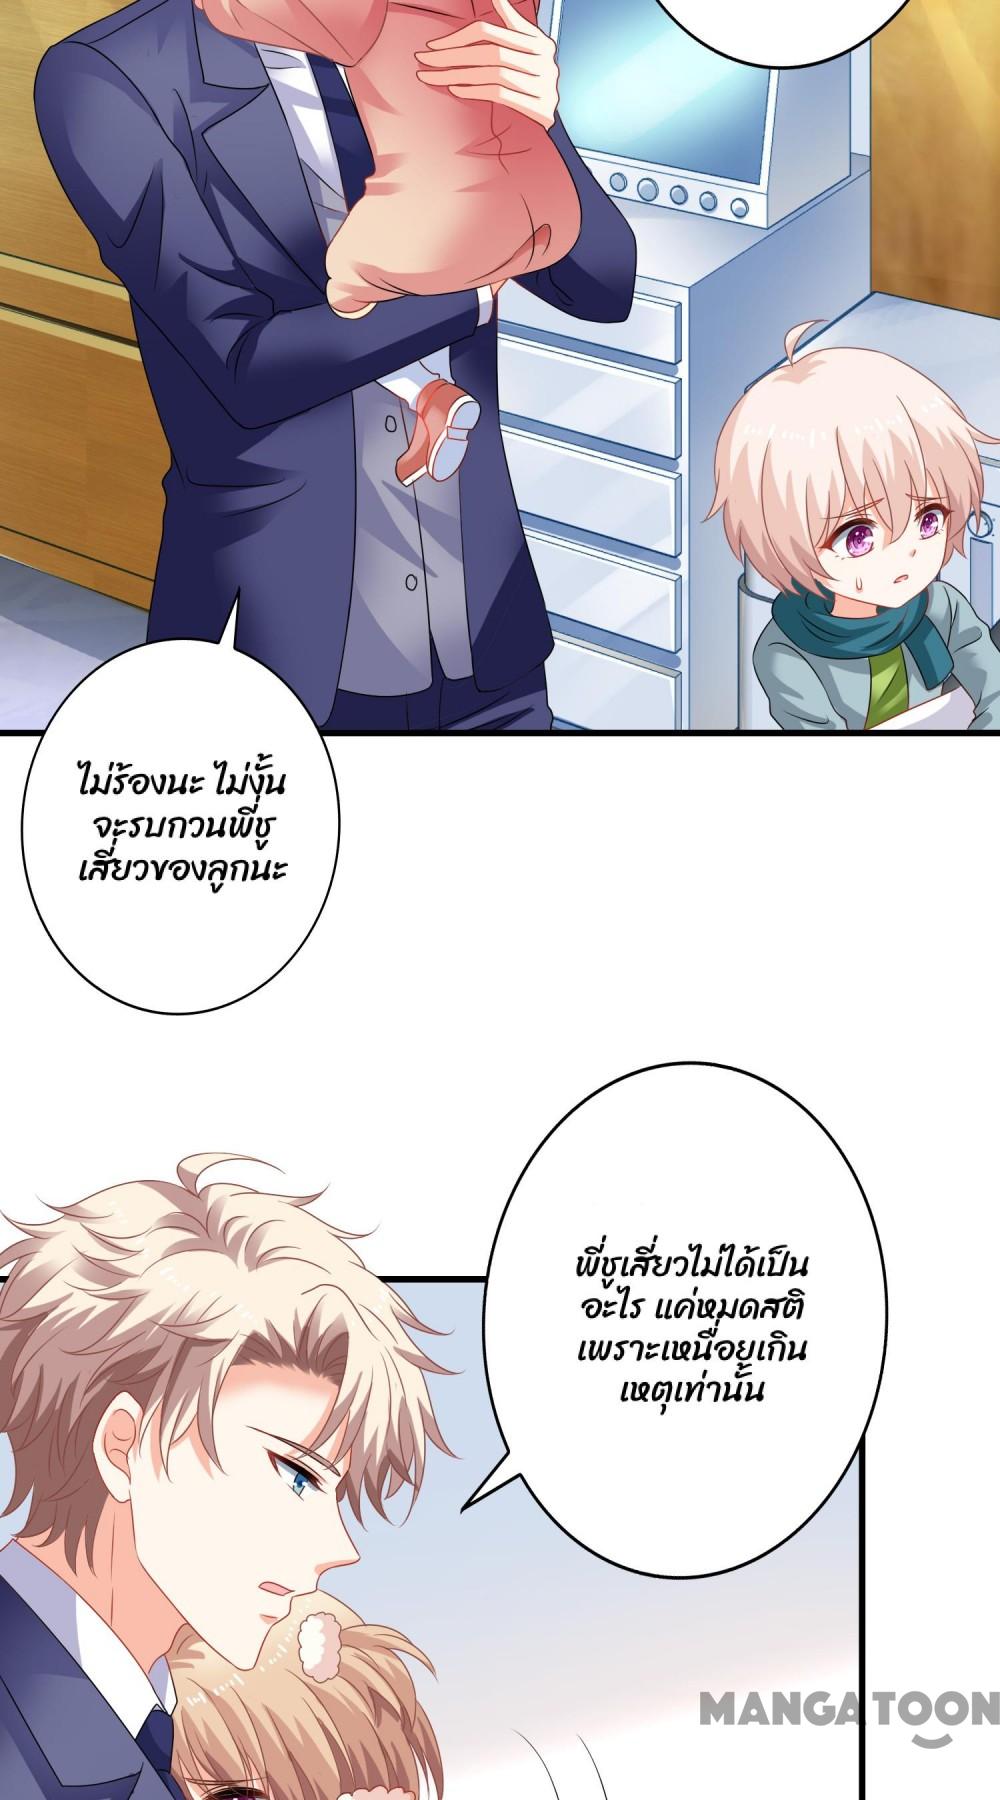 ไม่ร้องนะ ไม่งั้น
จะรบกวนพี่ชู
เสี่ยวของลูกนะ
พี่ชูเสี่ยวไม่ได้เป็น
อะไร แค่หมดสติ
เพราะเหนื่อยเกิน
เหตุเท่านั้น
MANGATOON